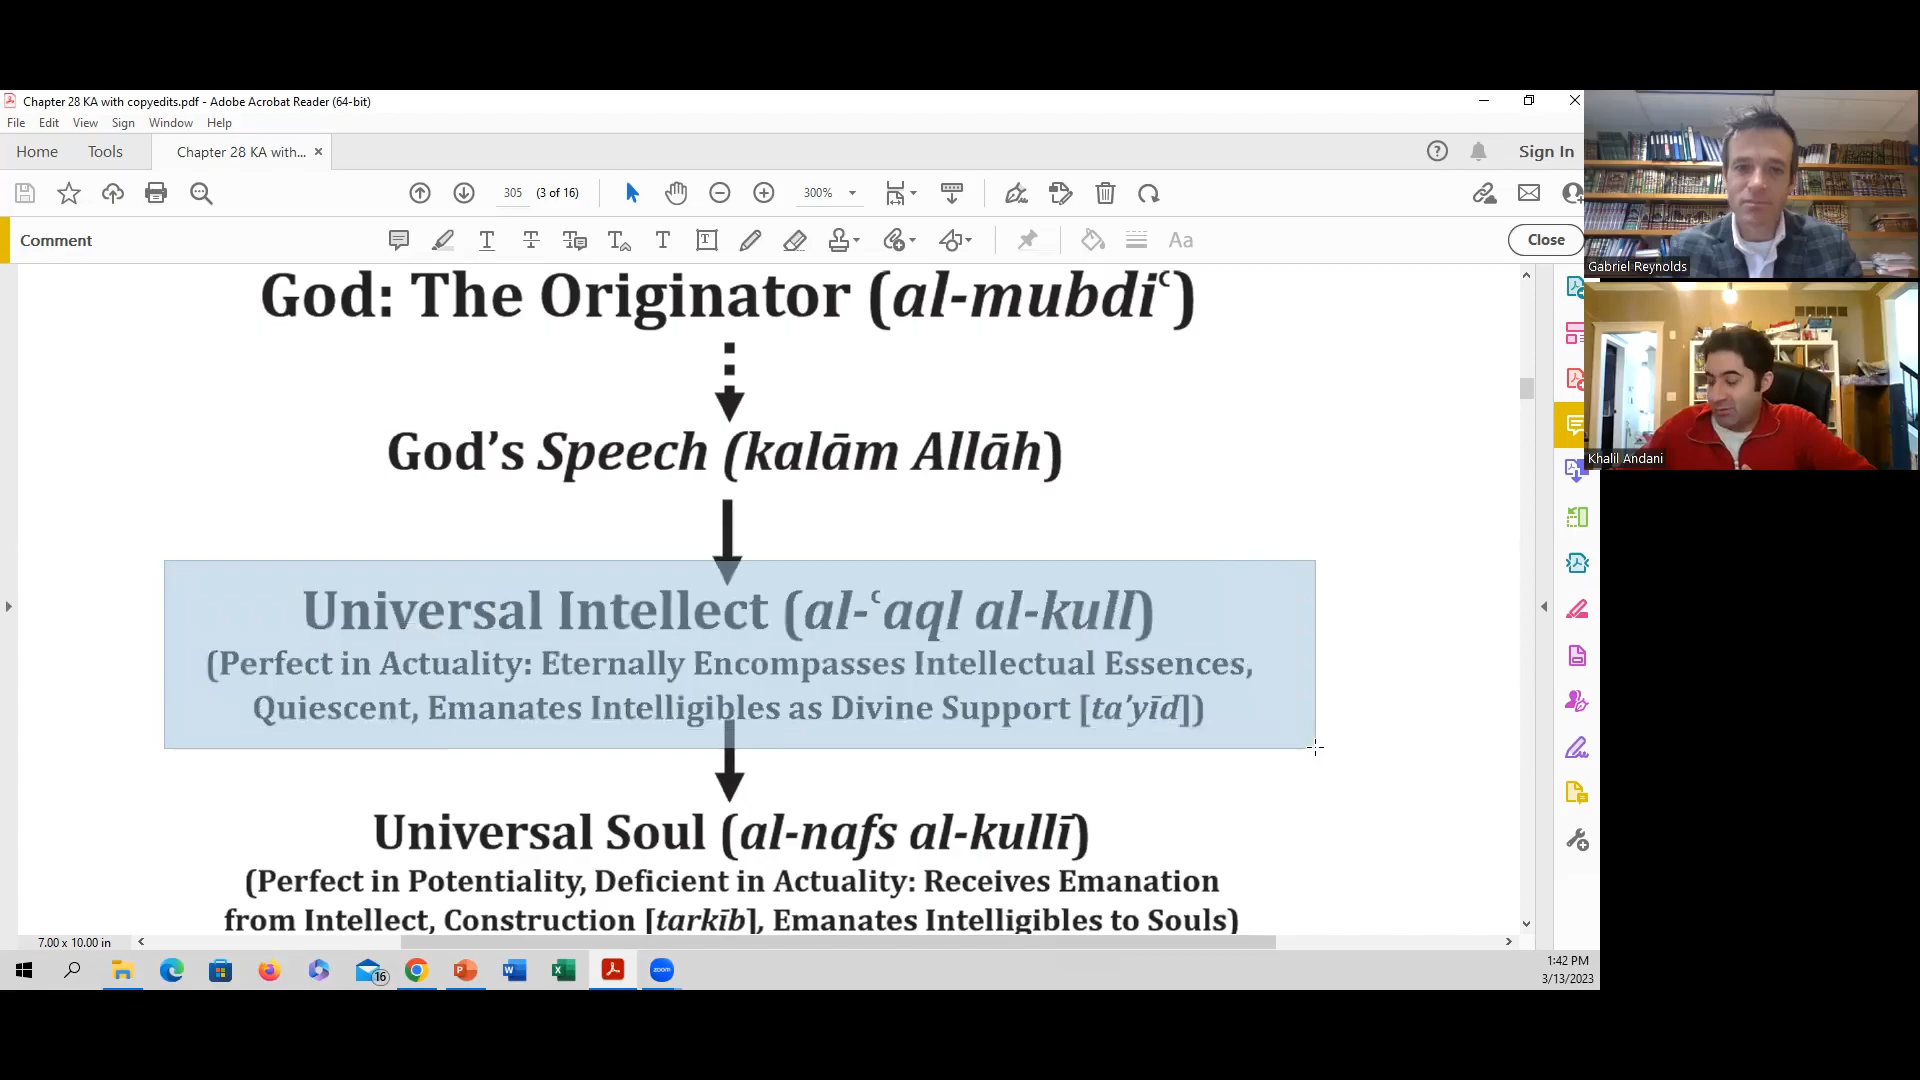 Chapter 28 KA with copyedits.pdf - Adobe Acrobat Reader (64-bit)
File Edit View Sign Window Help
Home Tools Chapter 28 KA with... × Sign In
305 (3 of 16) 300%
Comment Close
Gabriel Reynolds
Khalil Andani
God: The Originator (al-mubdiʿ)
God’s Speech (kalām Allāh)
Universal Intellect (al-ʿaql al-kull)
(Perfect in Actuality: Eternally Encompasses Intellectual Essences,
Quiescent, Emanates Intelligibles as Divine Support [ta’yīd])
Universal Soul (al-nafs al-kullī)
(Perfect in Potentiality, Deficient in Actuality: Receives Emanation
from Intellect, Construction [tarkīb], Emanates Intelligibles to Souls)
7.00 x 10.00 in
16
zoom
1:42 PM
3/13/2023